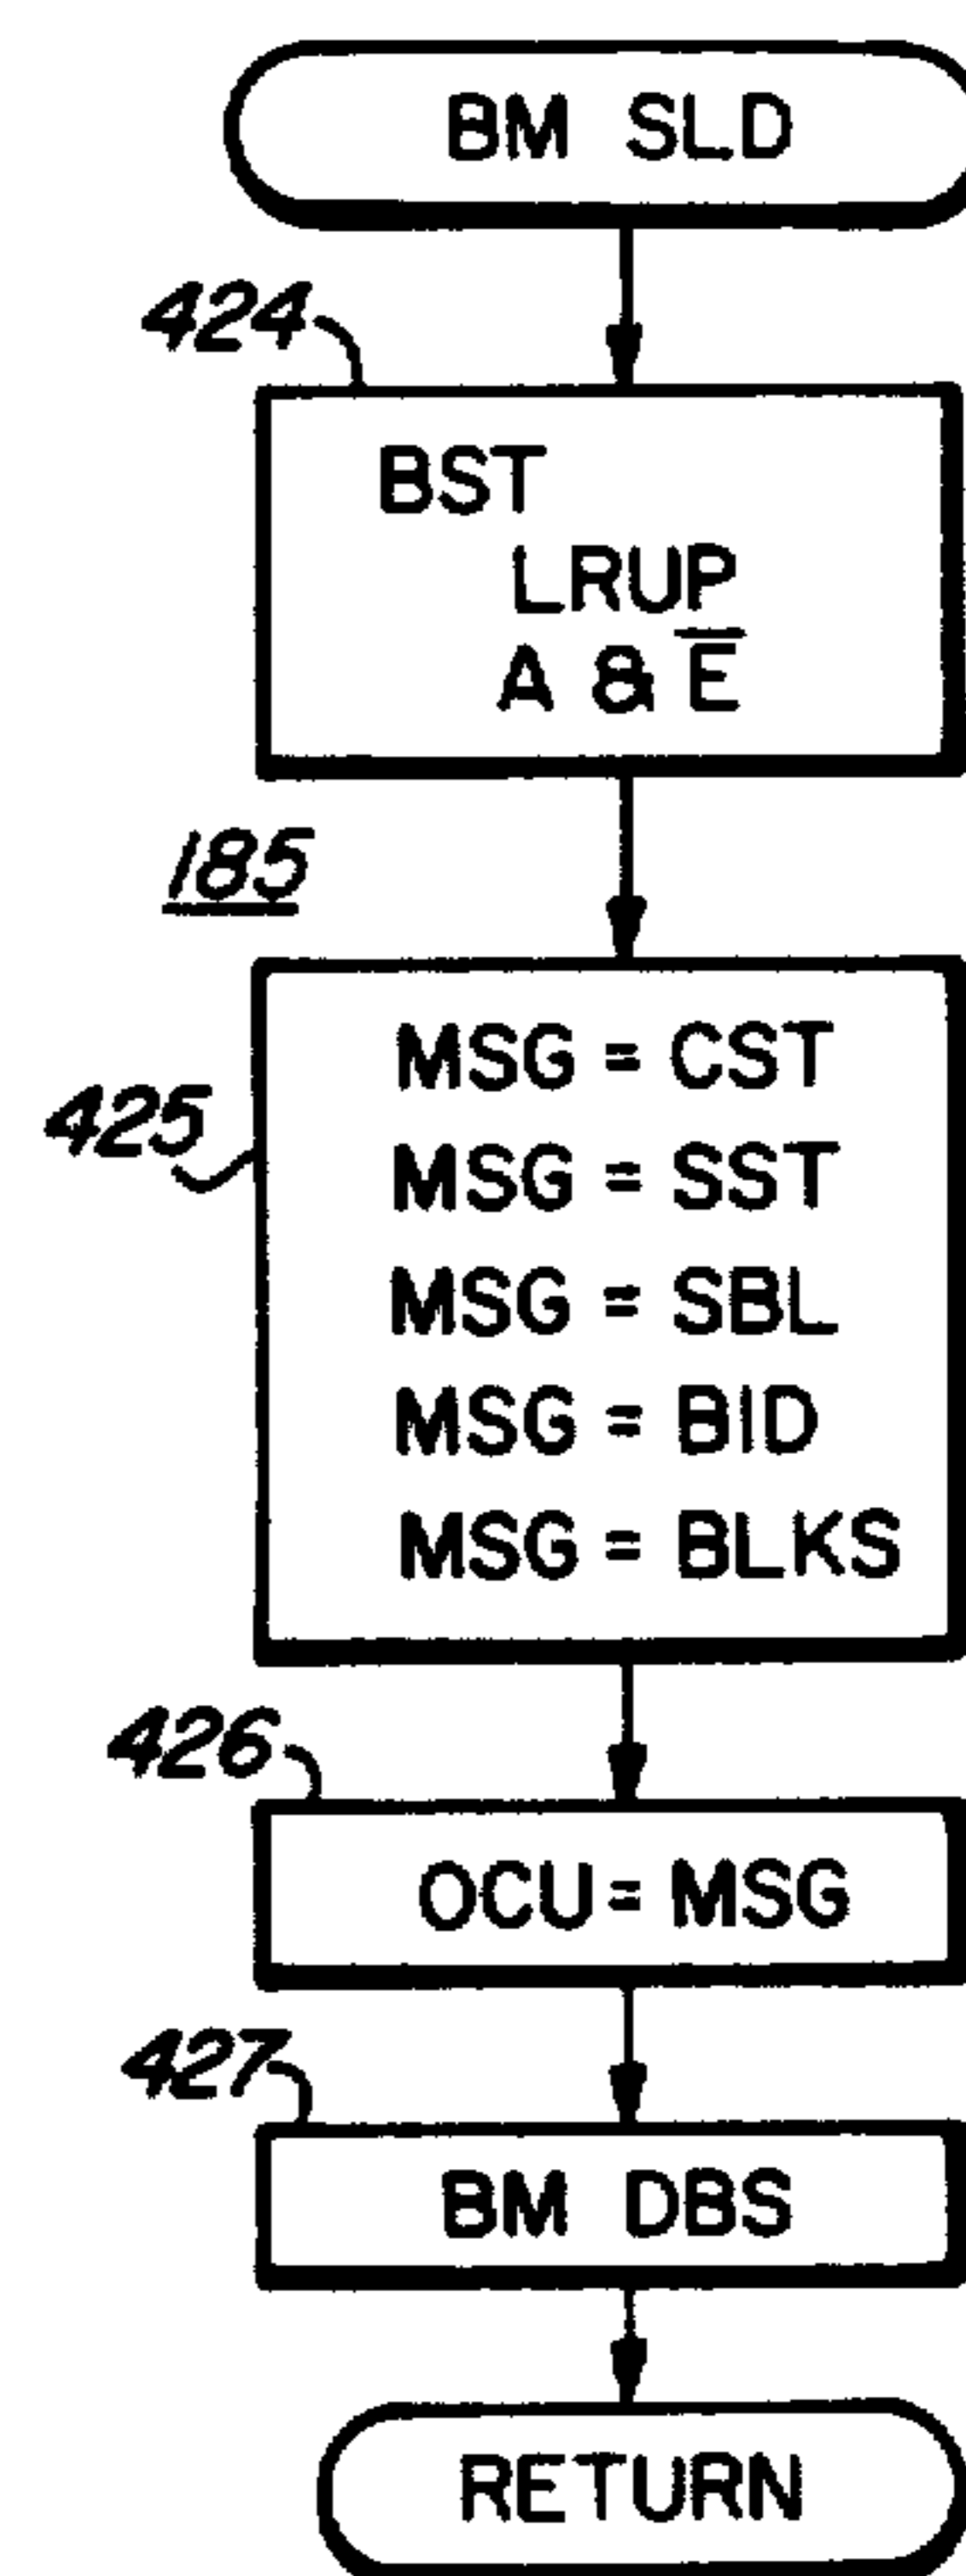 BM SLD
424
BST
LRUP
A & E̅
185
425
MSG = CST
MSG = SST
MSG = SBL
MSG = BID
MSG = BLKS
426
OCU = MSG
427
BM DBS
RETURN